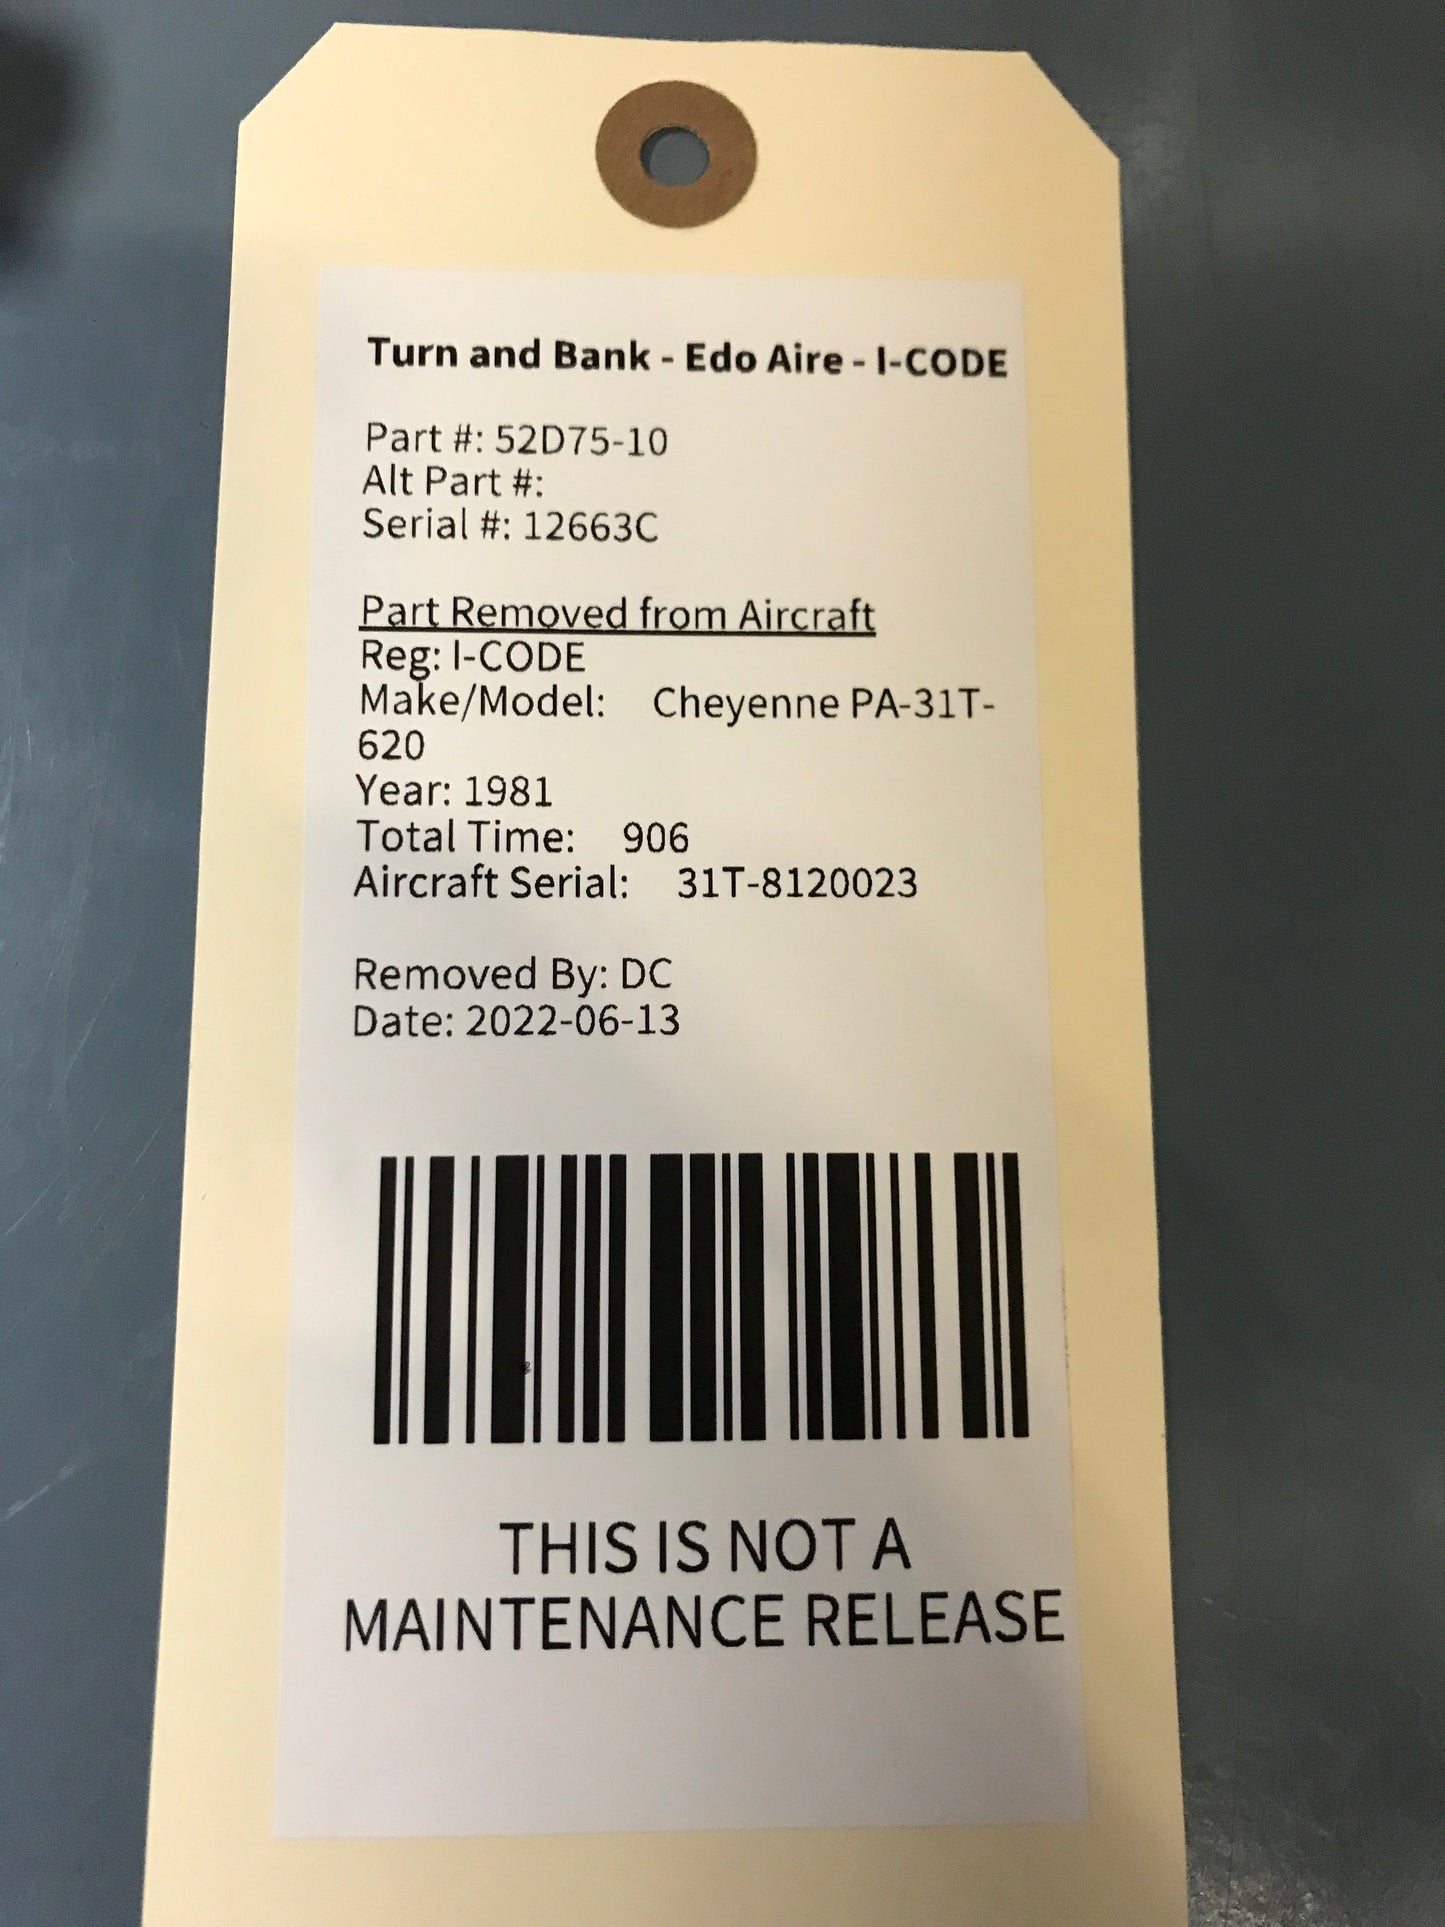 Turn and Bank - Edo Aire - I-CODE
Part #: 52D75-10
Alt Part #:
Serial #: 12663C
Part Removed from Aircraft
Reg: I-CODE
Make/Model: Cheyenne PA-31T-
620
Year: 1981
Total Time: 906
Aircraft Serial: 31T-8120023
Removed By: DC
Date: 2022-06-13
THIS IS NOT A
MAINTENANCE RELEASE